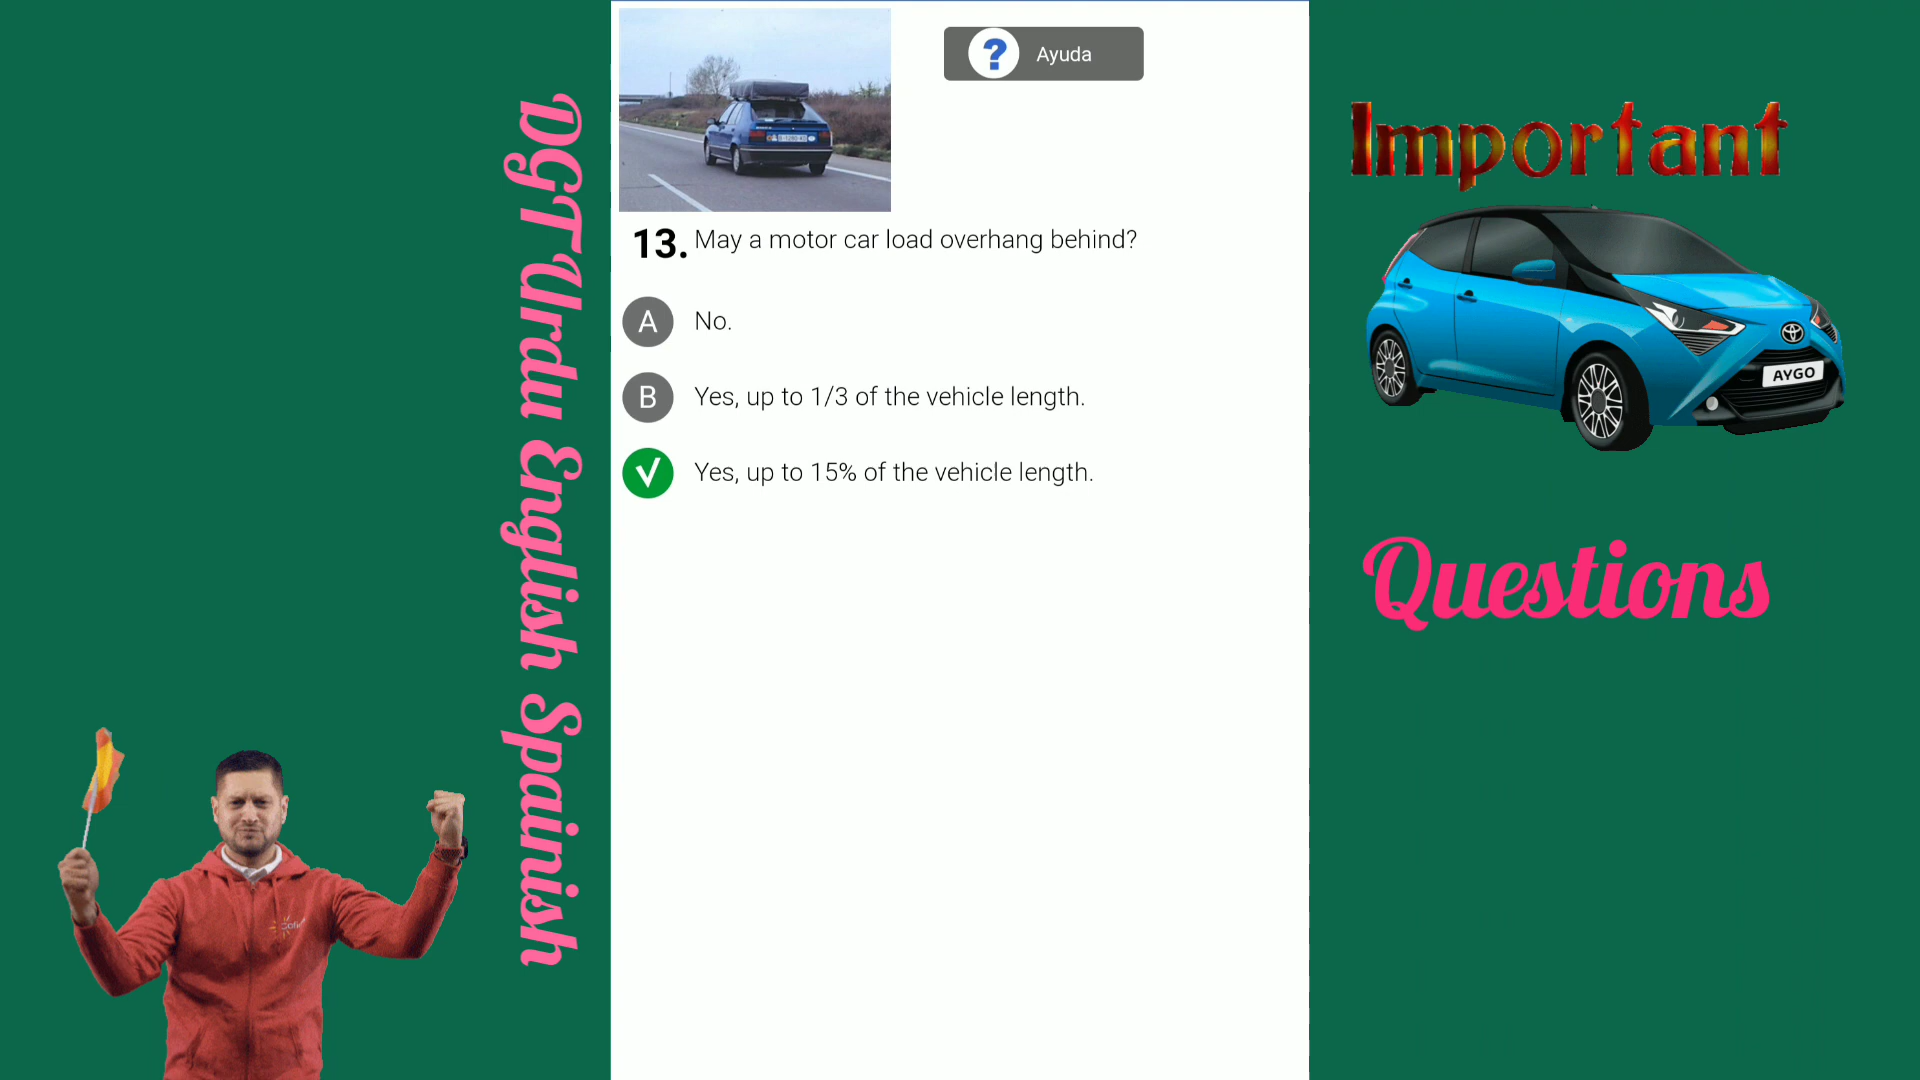 DGT Urdu English Spainish
Ayuda
13. May a motor car load overhang behind?
A No.
B Yes, up to 1/3 of the vehicle length.
Yes, up to 15% of the vehicle length.
Important
AYGO
Questions